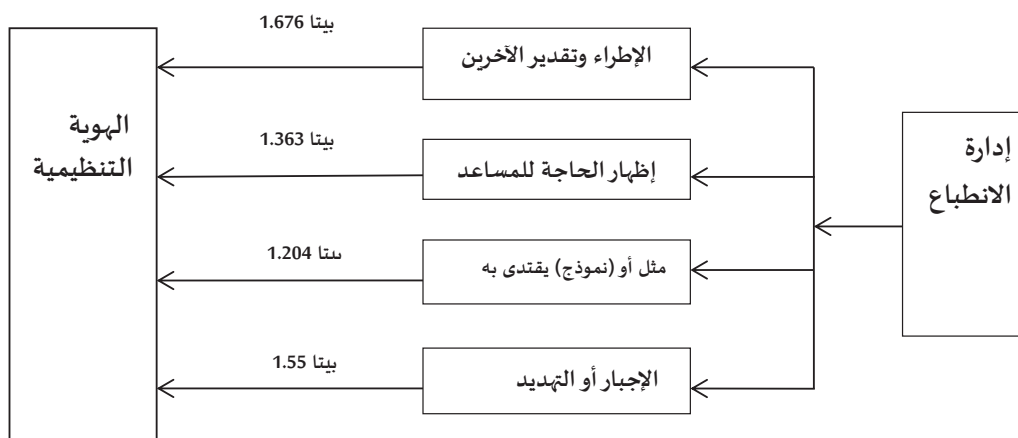 إدارة
الانطباع
الإطراء وتقدير الآخرين
إظهار الحاجة للمساعد
مثل أو (نموذج) يقتدى به
الإجبار أو التهديد
بيتا 1.676
بيتا 1.363
بيتا 1.204
بيتا 1.55
الهوية
التنظيمية